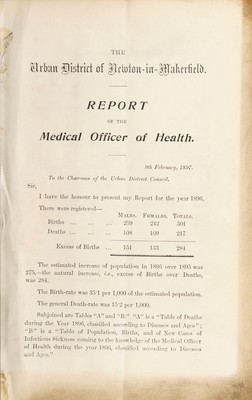 THE
Urban District of Newton-in-Makerfield.
REPORT
OF THE
Medical Officer of Health.
9th February, 1897.
To the Chairman of the Urban District Council.
Sir,
I have the honour to present my Report for the year 1896.
There were registered—
MALES. FEMALES. TOTALS.
Births ... ... ... 259 242 501
Deaths ... ... ... 108 109 217
Excess of Births ... 151 133 284
The estimated increase of population in 1896 over 1895 was
275,—the natural increase, i.e., excess of Births over Deaths,
was 284.
The Birth-rate was 35·1 per 1,000 of the estimated population.
The general Death-rate was 15·2 per 1,000.
Subjoined are Tables "A" and "B." "A" is a "Table of Deaths
during the Year 1896, classified according to Diseases and Ages";
"B" is a "Table of Population, Births, and of New Cases of
Infectious Sickness coming to the knowledge of the Medical Officer
of Health during the year 1896, classified according to Diseases
and Ages."